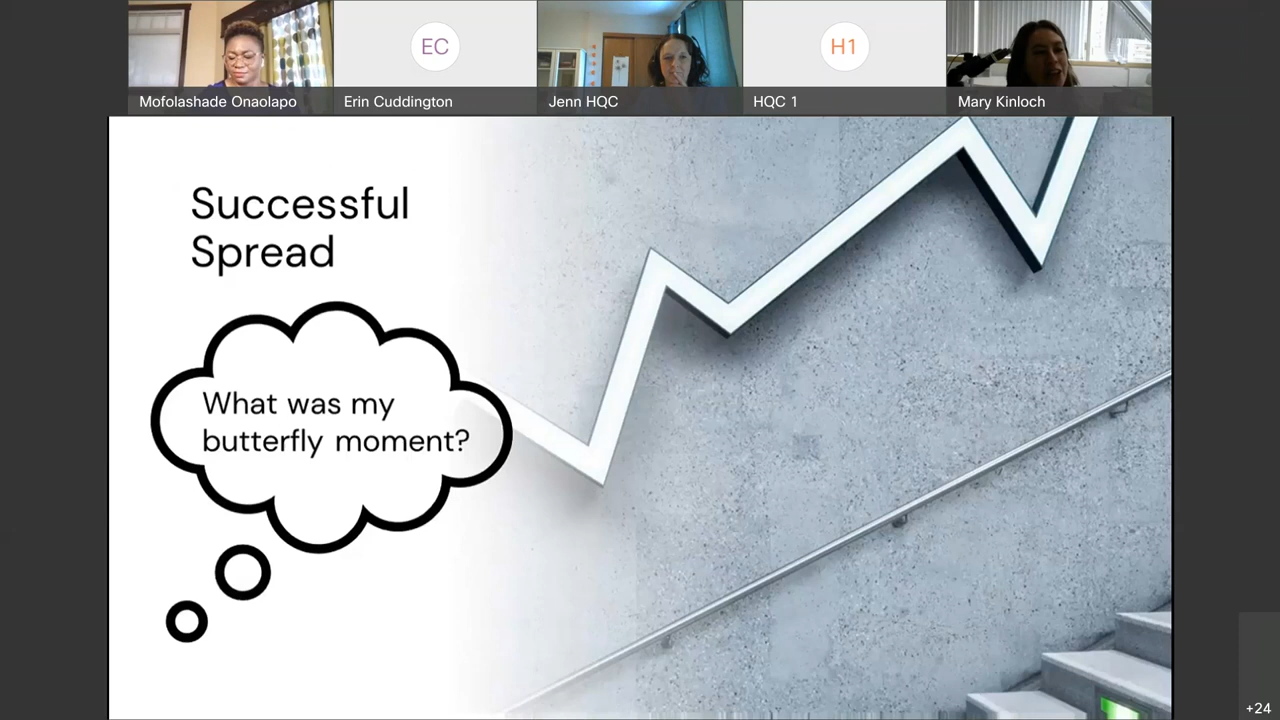 EC
H1
Mofolashade Onaolapo
Erin Cuddington
Jenn HQC
HQC 1
Mary Kinloch
Successful
Spread
What was my
butterfly moment?
+24